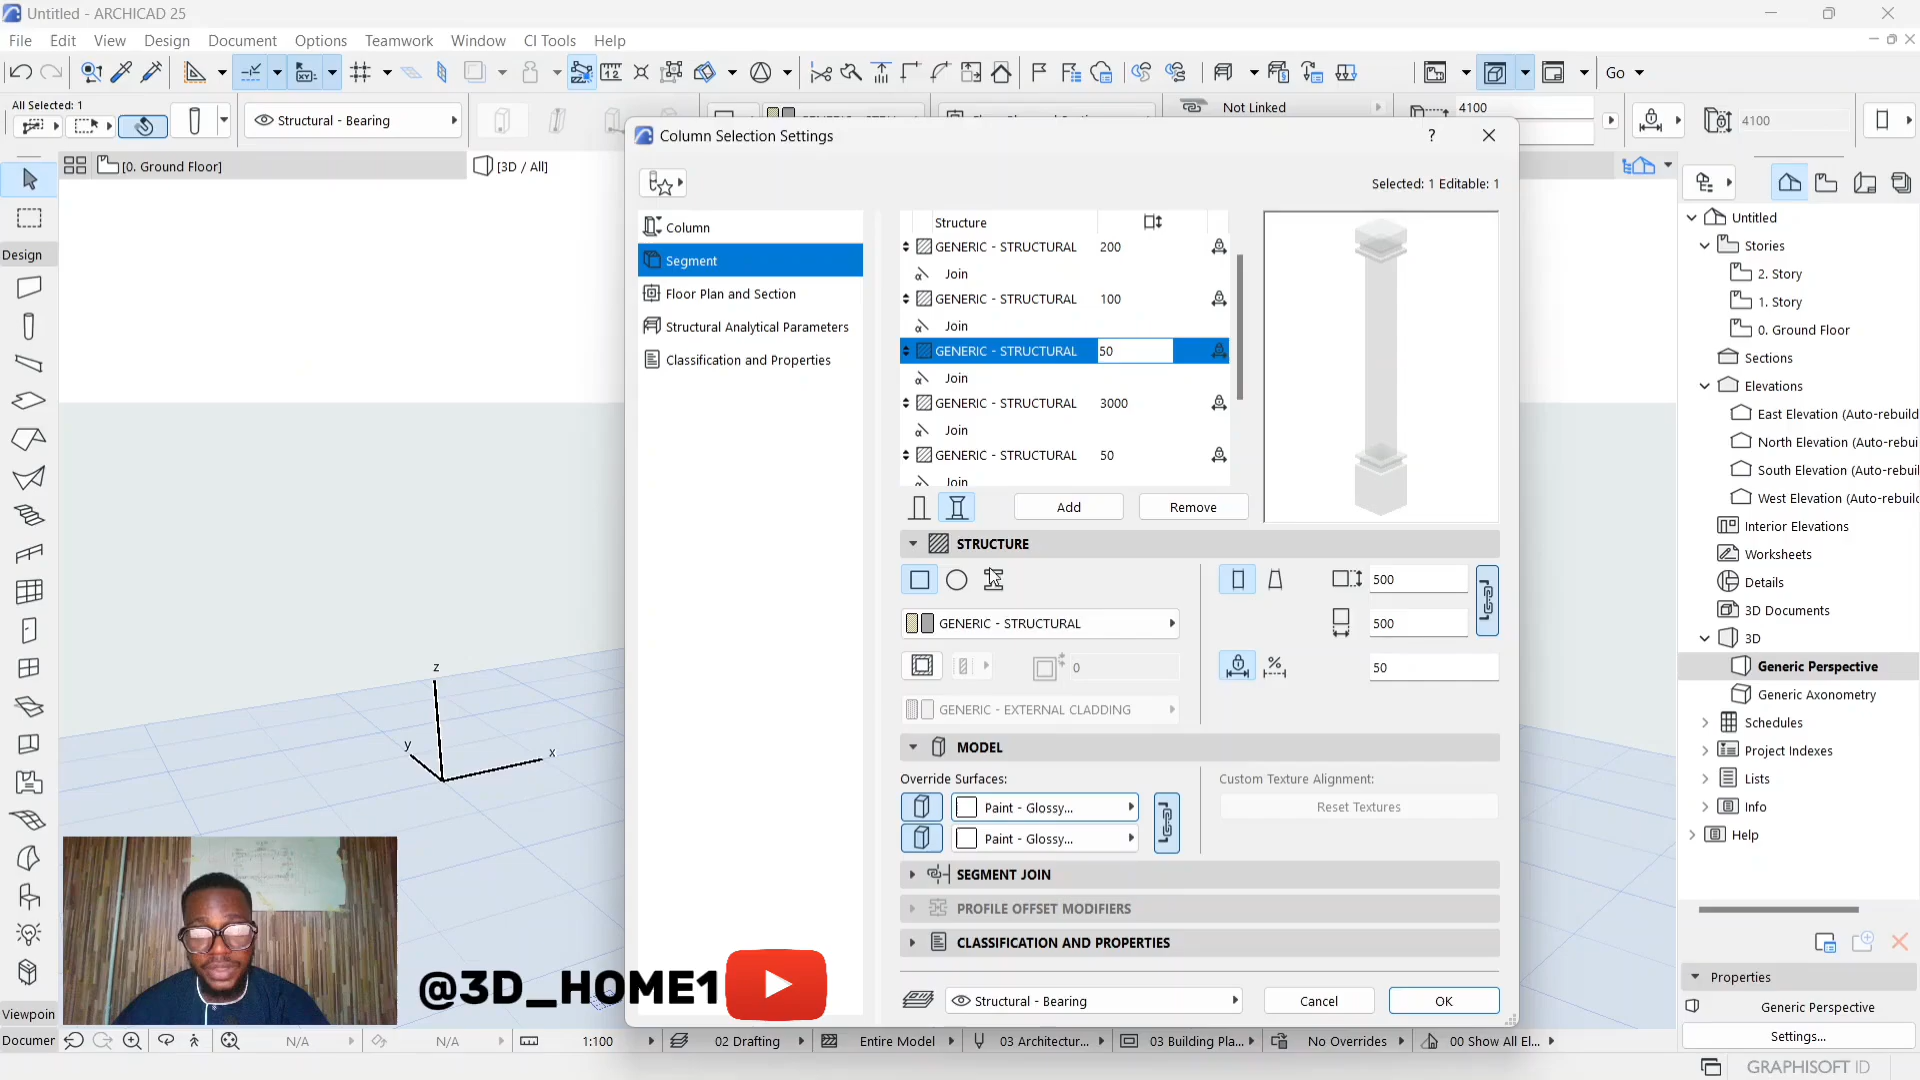 Untitled - ARCHICAD 25
File Edit View Design Document Options Teamwork Window CI Tools Help
Go
All Selected: 1
Structural - Bearing
Not Linked
4100
4100
[0. Ground Floor]
[3D / All]
Column Selection Settings
Selected: 1 Editable: 1
Column
Segment
Floor Plan and Section
Structural Analytical Parameters
Classification and Properties
Structure
GENERIC - STRUCTURAL 200
Join
GENERIC - STRUCTURAL 100
Join
GENERIC - STRUCTURAL 50
Join
GENERIC - STRUCTURAL 3000
Join
GENERIC - STRUCTURAL 50
Join
Add Remove
STRUCTURE
500
GENERIC - STRUCTURAL
500
0
50
GENERIC - EXTERNAL CLADDING
MODEL
Override Surfaces:
Custom Texture Alignment:
Paint - Glossy...
Reset Textures
Paint - Glossy...
SEGMENT JOIN
PROFILE OFFSET MODIFIERS
CLASSIFICATION AND PROPERTIES
Structural - Bearing
Cancel
OK
Design
Viewpoin
Documer
z
y
x
@3D_HOME1
Untitled
Stories
2. Story
1. Story
0. Ground Floor
Sections
Elevations
East Elevation (Auto-rebuild
North Elevation (Auto-rebui
South Elevation (Auto-rebuil
West Elevation (Auto-rebuilc
Interior Elevations
Worksheets
Details
3D Documents
3D
Generic Perspective
Generic Axonometry
Schedules
Project Indexes
Lists
Info
Help
Properties
Generic Perspective
Settings...
N/A
N/A
1:100
02 Drafting
Entire Model
03 Architectur...
03 Building Pla...
No Overrides
00 Show All El...
GRAPHISOFT ID